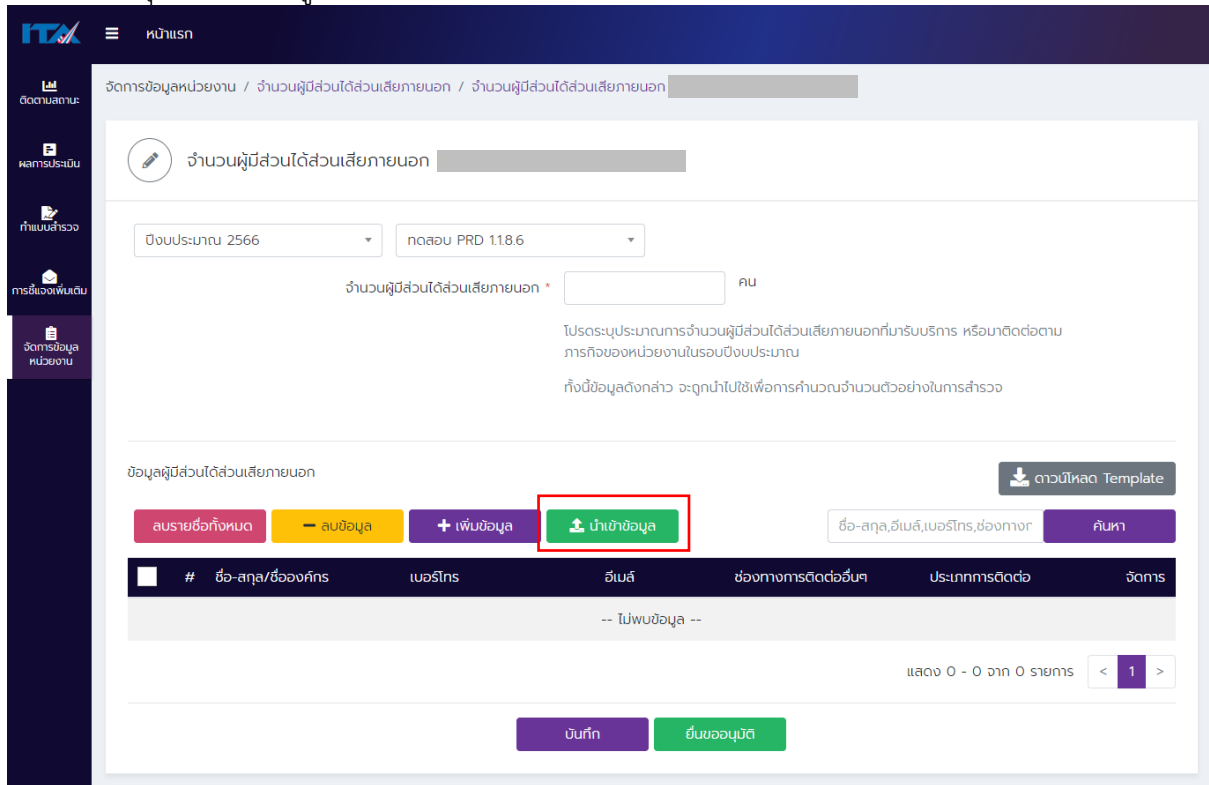 ITA
หน้าแรก
ติดตามสถานะ
ผลการประเมิน
ทำแบบสำรวจ
การชี้แจงเพิ่มเติม
จัดการข้อมูล
หน่วยงาน
จัดการข้อมูลหน่วยงาน / จำนวนผู้มีส่วนได้ส่วนเสียภายนอก / จำนวนผู้มีส่วนได้ส่วนเสียภายนอก
จำนวนผู้มีส่วนได้ส่วนเสียภายนอก
ปีงบประมาณ 2566
ทดสอบ PRD 1.1.8.6
จำนวนผู้มีส่วนได้ส่วนเสียภายนอก * คน
โปรดระบุประมาณการจำนวนผู้มีส่วนได้ส่วนเสียภายนอกที่มารับบริการ หรือมาติดต่อตาม
ภารกิจของหน่วยงานในรอบปีงบประมาณ
ทั้งนี้ข้อมูลดังกล่าว จะถูกนำไปใช้เพื่อการคำนวณจำนวนตัวอย่างในการสำรวจ
ข้อมูลผู้มีส่วนได้ส่วนเสียภายนอก
ดาวน์โหลด Template
ลบรายชื่อทั้งหมด
ลบข้อมูล
เพิ่มข้อมูล
นำเข้าข้อมูล
ชื่อ-สกุล,อีเมล์,เบอร์โทร,ช่องทางก
ค้นหา
# ชื่อ-สกุล/ชื่อองค์กร เบอร์โทร อีเมล์ ช่องทางการติดต่ออื่นๆ ประเภทการติดต่อ จัดการ
-- ไม่พบข้อมูล --
แสดง 0 - 0 จาก 0 รายการ < 1 >
บันทึก
ยื่นขออนุมัติ